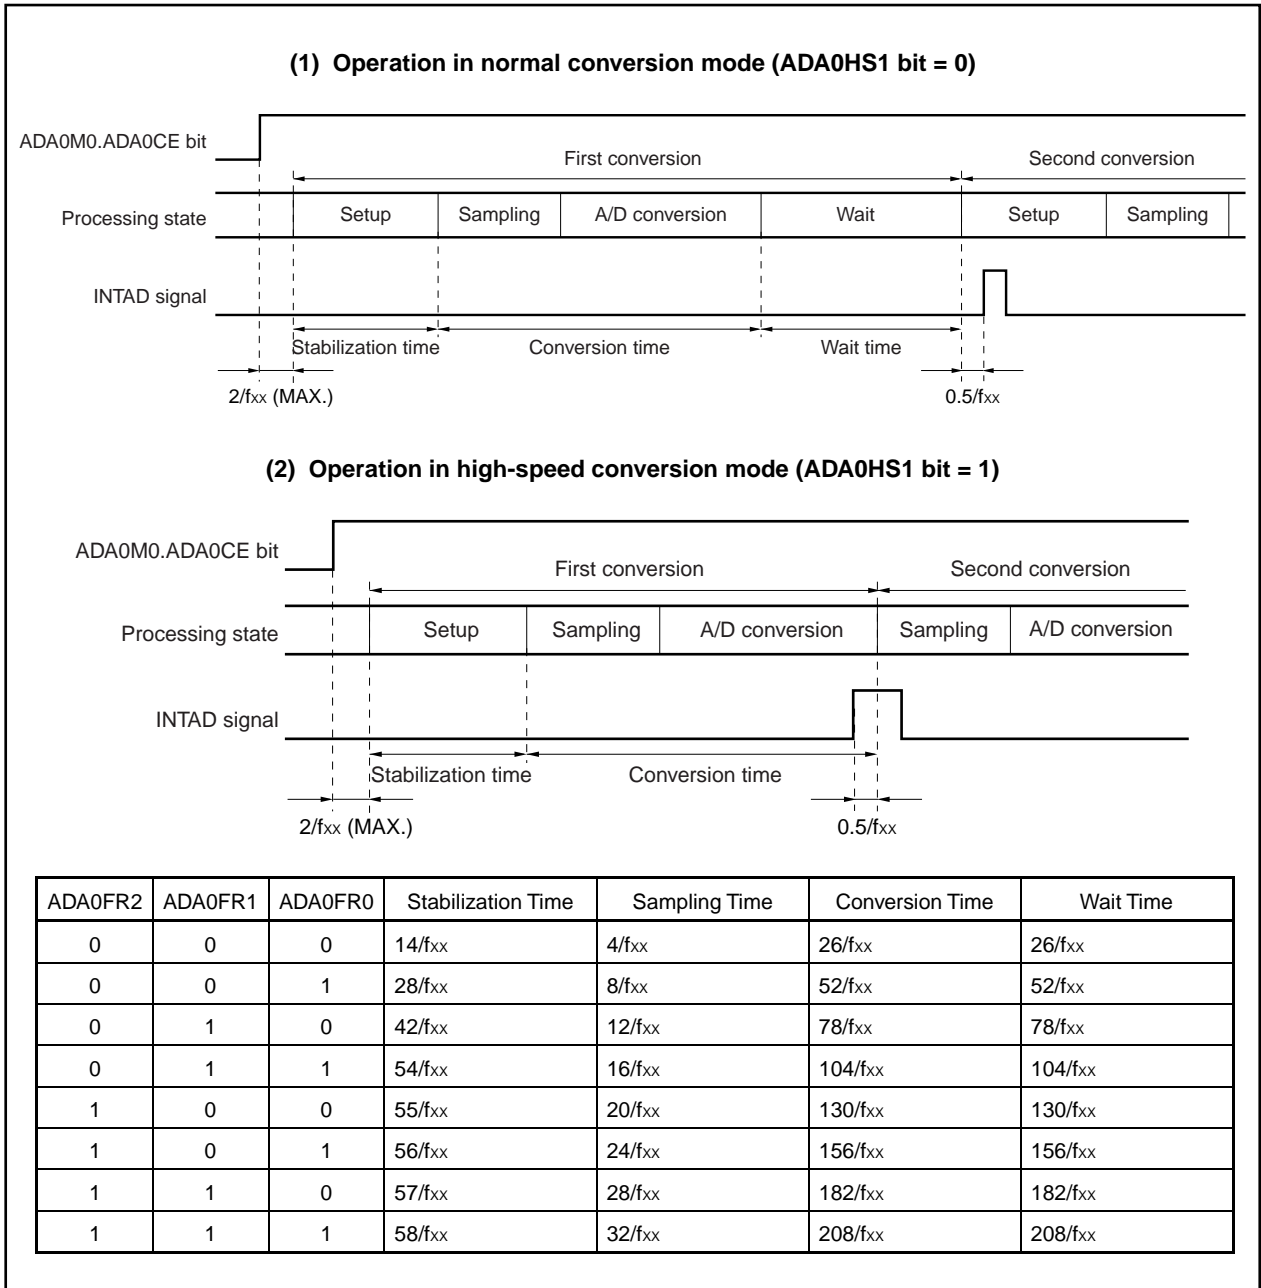 (1) Operation in normal conversion mode (ADA0HS1 bit = 0)
ADA0M0.ADA0CE bit
First conversion Second conversion
Processing state Setup Sampling A/D conversion Wait Setup Sampling
INTAD signal
Stabilization time Conversion time Wait time
2/fxx (MAX.) 0.5/fxx
(2) Operation in high-speed conversion mode (ADA0HS1 bit = 1)
ADA0M0.ADA0CE bit
First conversion Second conversion
Processing state Setup Sampling A/D conversion Sampling A/D conversion
INTAD signal
Stabilization time Conversion time
2/fxx (MAX.) 0.5/fxx
ADA0FR2 ADA0FR1 ADA0FR0 Stabilization Time Sampling Time Conversion Time Wait Time
0 0 0 14/fxx 4/fxx 26/fxx 26/fxx
0 0 1 28/fxx 8/fxx 52/fxx 52/fxx
0 1 0 42/fxx 12/fxx 78/fxx 78/fxx
0 1 1 54/fxx 16/fxx 104/fxx 104/fxx
1 0 0 55/fxx 20/fxx 130/fxx 130/fxx
1 0 1 56/fxx 24/fxx 156/fxx 156/fxx
1 1 0 57/fxx 28/fxx 182/fxx 182/fxx
1 1 1 58/fxx 32/fxx 208/fxx 208/fxx